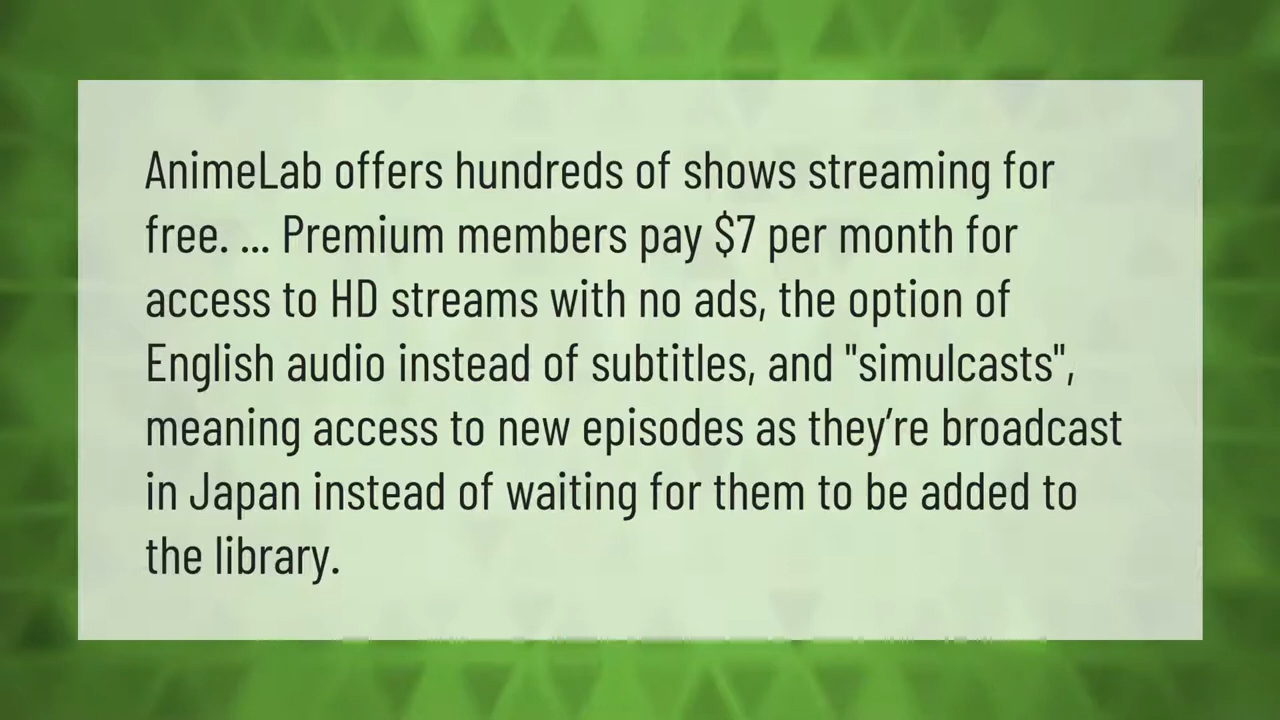 AnimeLab offers hundreds of shows streaming for
free. ... Premium members pay $7 per month for
access to HD streams with no ads, the option of
English audio instead of subtitles, and "simulcasts",
meaning access to new episodes as they’re broadcast
in Japan instead of waiting for them to be added to
the library.